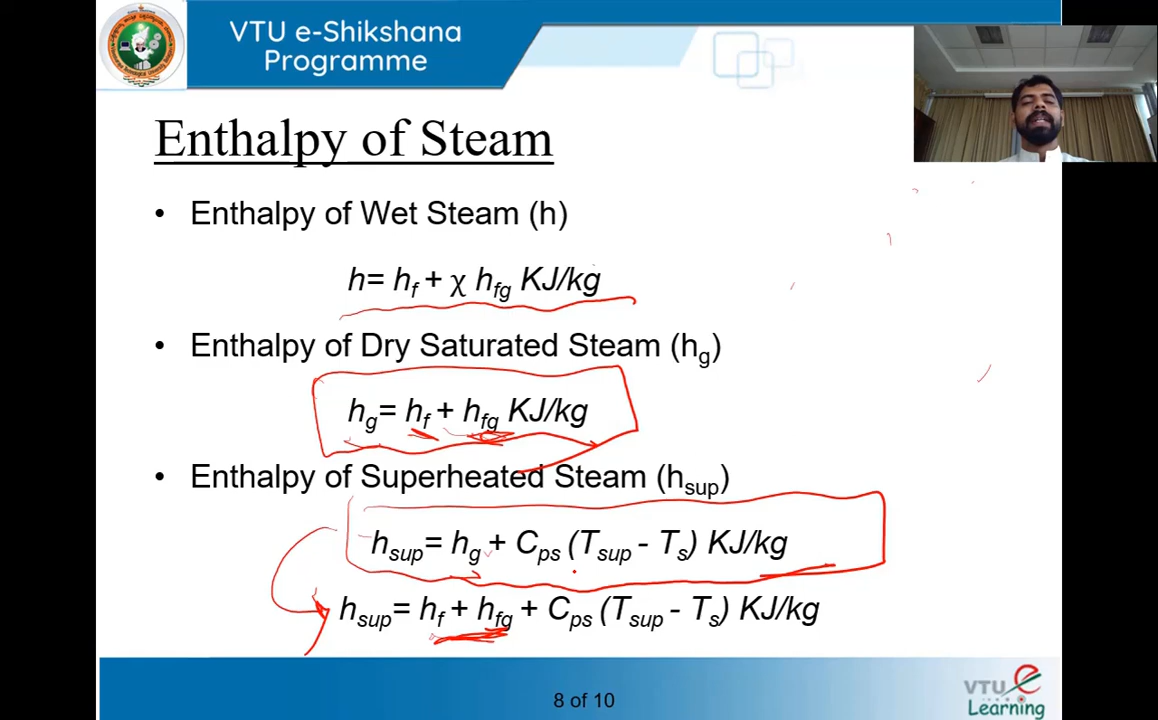 VTU e-Shikshana
Programme
Enthalpy of Steam
• Enthalpy of Wet Steam (h)
h= hf + χ hfg KJ/kg
• Enthalpy of Dry Saturated Steam (hg)
hg= hf + hfg KJ/kg
• Enthalpy of Superheated Steam (hsup)
hsup= hg + Cps (Tsup - Ts) KJ/kg
hsup= hf + hfg + Cps (Tsup - Ts) KJ/kg
8 of 10
VTU e
Learning